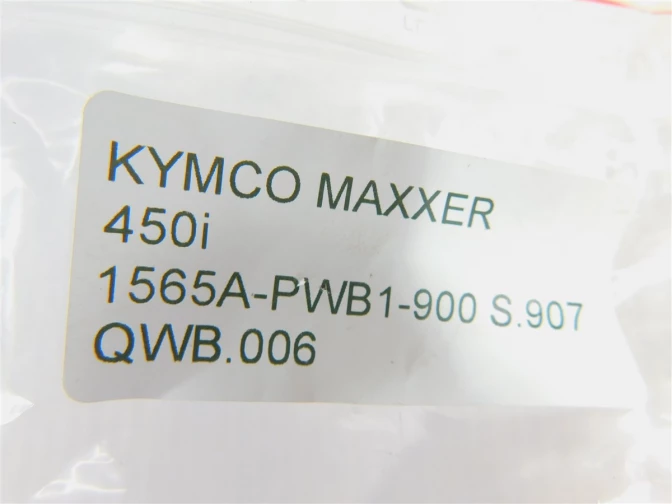 KYMCO MAXXER
450i
1565A-PWB1-900 S.907
QWB.006